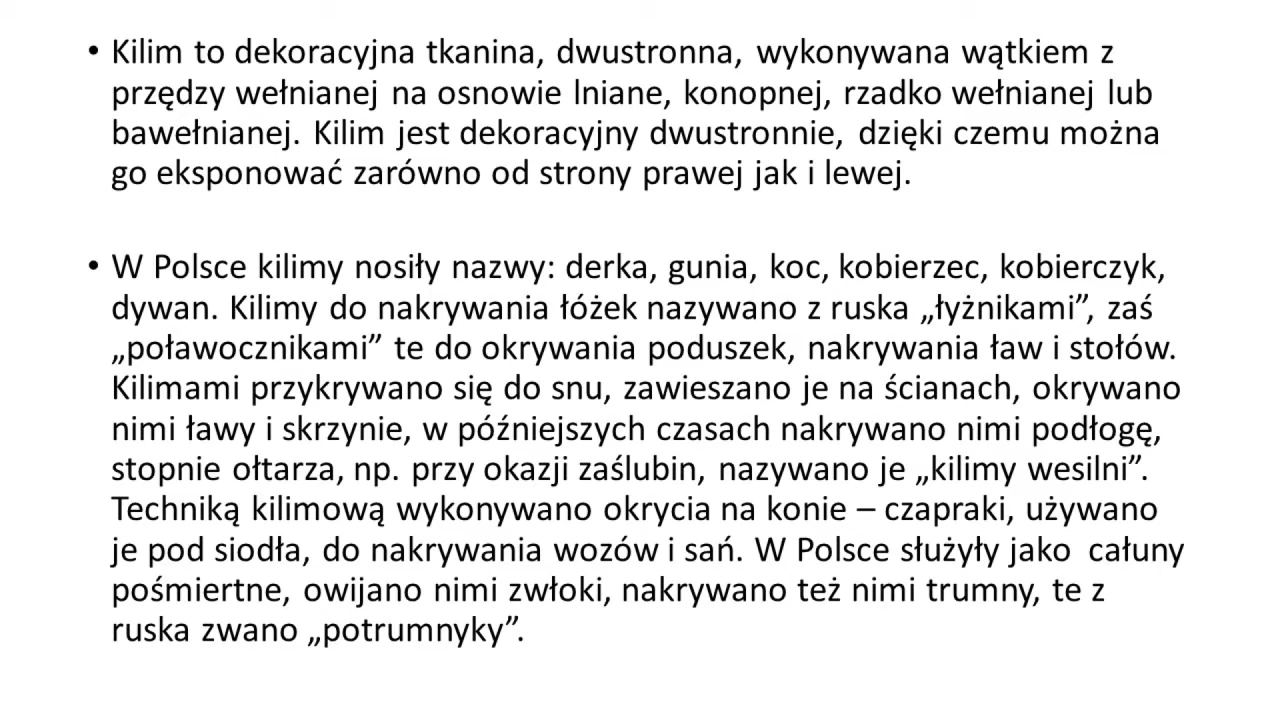 • Kilim to dekoracyjna tkanina, dwustronna, wykonywana wątkiem z
przędzy wełnianej na osnowie lniane, konopnej, rzadko wełnianej lub
bawełnianej. Kilim jest dekoracyjny dwustronnie, dzięki czemu można
go eksponować zarówno od strony prawej jak i lewej.
• W Polsce kilimy nosiły nazwy: derka, gunia, koc, kobierzec, kobierczyk,
dywan. Kilimy do nakrywania łóżek nazywano z ruska „łyżnikami”, zaś
„poławocznikami” te do okrywania poduszek, nakrywania ław i stołów.
Kilimami przykrywano się do snu, zawieszano je na ścianach, okrywano
nimi ławy i skrzynie, w późniejszych czasach nakrywano nimi podłogę,
stopnie ołtarza, np. przy okazji zaślubin, nazywano je „kilimy wesilni”.
Techniką kilimową wykonywano okrycia na konie – czapraki, używano
je pod siodła, do nakrywania wozów i sań. W Polsce służyły jako całuny
pośmiertne, owijano nimi zwłoki, nakrywano też nimi trumny, te z
ruska zwano „potrumnyky”.